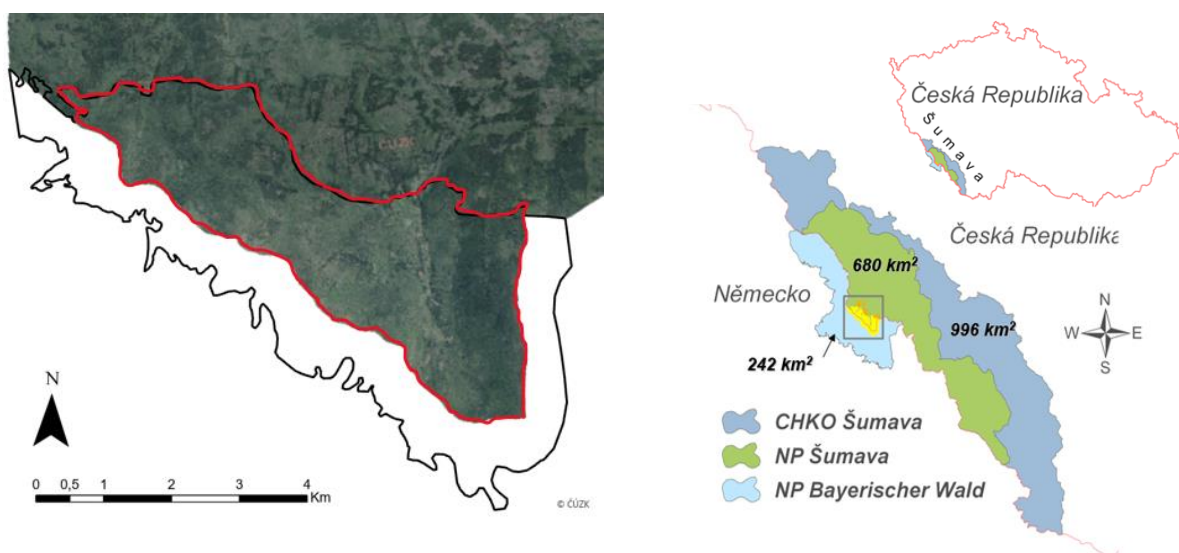 ČÚZK
N
0 0,5 1 2 3 4
Km
© ČÚZK
Česká Republika
Šumava
Česká Republika
680 km²
Německo
996 km²
242 km²
N
W E
S
CHKO Šumava
NP Šumava
NP Bayerischer Wald